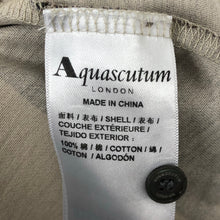 Aquascutum
LONDON
MADE IN CHINA
面料 / 表布 / SHELL / 表布 /
COUCHE EXTÉRIEURE /
TEJIDO EXTERIOR :
100% 綿 / 棉 / COTTON / 綿 /
COTON / ALGODÓN